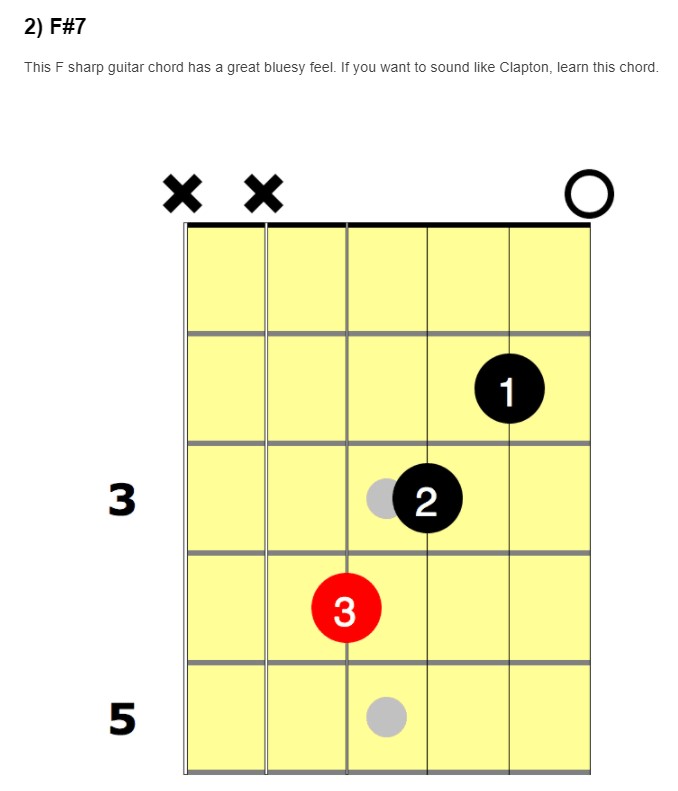 2) F#7
This F sharp guitar chord has a great bluesy feel. If you want to sound like Clapton, learn this chord.
1
3
2
3
5